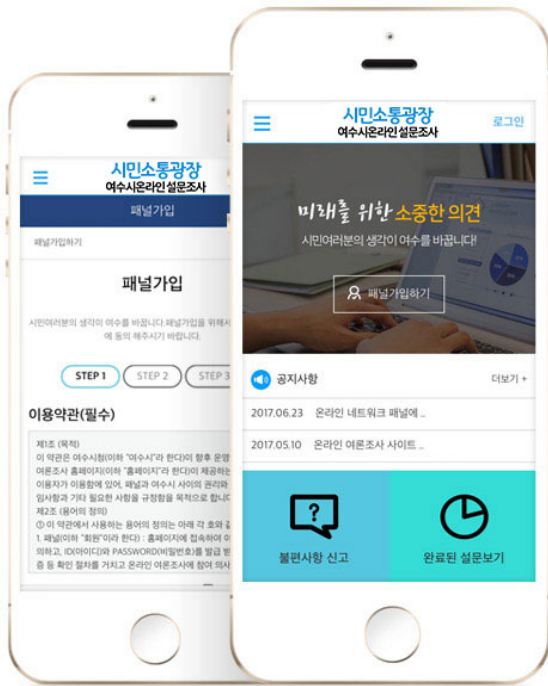 시민소통광장
여수시온라인설문조사
패널가입
패널가입하기
패널가입
시민여러분의 생각이 여수를 바꿉니다.패널가입을 위해서
에 동의 해주시기 바랍니다.
STEP 1
STEP 2
STEP 3
이용약관(필수)
제1조 (목적)
이 약관은 여수시청(이하 "여수시"라 한다)이 향후 운영
여론조사 홈페이지(이하 "홈페이지"라 한다)이 제공하는
이용자가 이용함에 있어, 패널과 여수시 사이의 권리와
임사항과 기타 필요한 사항을 규정함을 목적으로 합니다
제2조 (용어의 정의)
① 이 약관에서 사용하는 용어의 정의는 아래 각 호와 같
1. 패널(이하 "회원"이라 한다) : 홈페이지에 접속하여 이
의하고, ID(아이디)와 PASSWORD(비밀번호)를 발급 받
증 등 확인 절차를 거치고 온라인 여론조사에 참여 의사
시민소통광장
여수시온라인설문조사
로그인
미래를 위한 소중한 의견
시민여러분의 생각이 여수를 바꿉니다!
패널가입하기
공지사항
더보기 +
2017.06.23 온라인 네트워크 패널에 ..
2017.05.10 온라인 여론조사 사이트 ..
불편사항 신고
완료된 설문보기